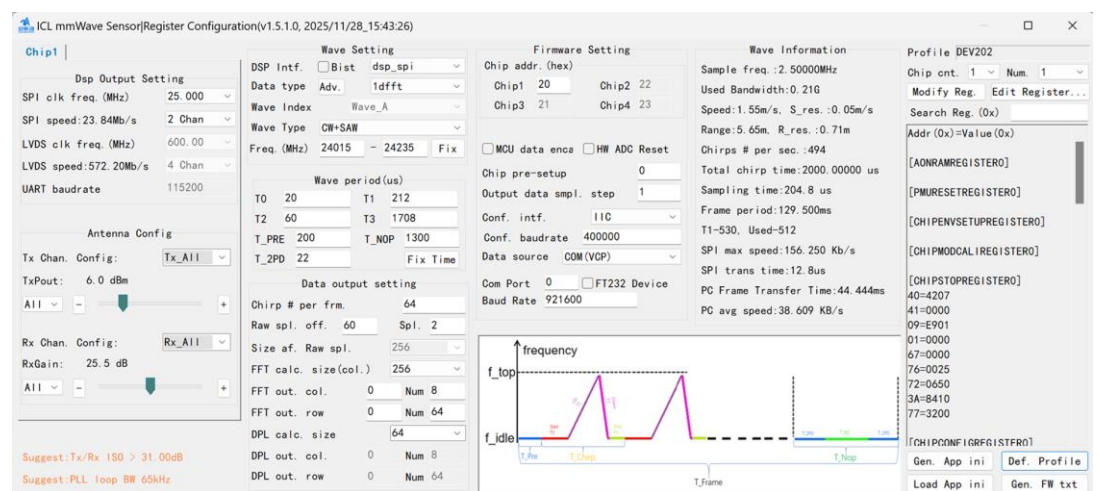 ICL mmWave Sensor|Register Configuration(v1.5.1.0, 2025/11/28_15:43:26)
Chip1
Dsp Output Setting
SPI clk freq. (MHz) 25.000
SPI speed:23.84Mb/s 2 Chan
LVDS clk freq. (MHz) 600.00
LVDS speed:572.20Mb/s 4 Chan
UART baudrate 115200
Antenna Config
Tx Chan. Config: Tx_All
TxPout: 6.0 dBm
All - +
Rx Chan. Config: Rx_All
RxGain: 25.5 dB
All - +
Suggest:Tx/Rx ISO > 31.00dB
Suggest:PLL loop BW 65kHz
Wave Setting
DSP Intf. Bist dsp_spi
Data type Adv. 1dfft
Wave Index Wave_A
Wave Type CW+SAW
Freq. (MHz) 24015 - 24235 Fix
Wave period(us)
T0 20 T1 212
T2 60 T3 1708
T_PRE 200 T_NOP 1300
T_2PD 22 Fix Time
Data output setting
Chirp # per frm. 64
Raw spl. off. 60 Spl. 2
Size af. Raw spl. 256
FFT calc. size(col.) 256
FFT out. col. 0 Num 8
FFT out. row 0 Num 64
DPL calc. size 64
DPL out. col. 0 Num 8
DPL out. row 0 Num 64
Firmware Setting
Chip addr. (hex)
Chip1 20 Chip2 22
Chip3 21 Chip4 23
MCU data enca HW ADC Reset
Chip pre-setup 0
Output data smpl. step 1
Conf. intf. IIC
Conf. baudrate 400000
Data source COM(VCP)
Com Port 0 FT232 Device
Baud Rate 921600
Wave Information
Sample freq.:2.50000MHz
Used Bandwidth:0.21G
Speed:1.55m/s, S_res.:0.05m/s
Range:5.65m, R_res.:0.71m
Chirps # per sec.:494
Total chirp time:2000.00000 us
Sampling time:204.8 us
Frame period:129.500ms
T1-530, Used-512
SPI max speed:156.250 Kb/s
SPI trans time:12.8us
PC Frame Transfer Time:44.444ms
PC avg speed:38.609 KB/s
frequency
f_top
f_idle
T_Pre T_Chirp T_Nop
T_Frame
Profile DEV202
Chip cnt. 1 Num. 1
Modify Reg. Edit Register...
Search Reg. (0x)
Addr(0x)=Value(0x)
[AONRAMREGISTER0]
[PMURESETREGISTER0]
[CHIPENVSETUPREGISTER0]
[CHIPMODCALIREGISTER0]
[CHIPSTOPREGISTER0]
40=4207
41=0000
09=E901
01=0000
67=0000
76=0025
72=0650
3A=8410
77=3200
[CHIPCONFIGREGISTER0]
Gen. App ini Def. Profile
Load App ini Gen. FW txt